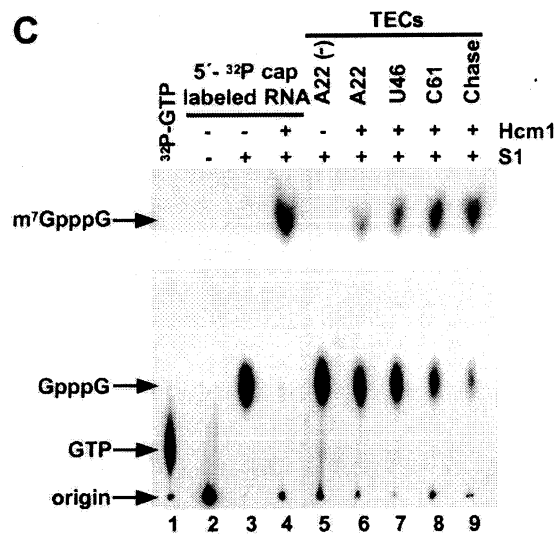 C
TECs
5´- ³²P cap
labeled RNA
³²P-GTP
A22 (-)
A22
U46
C61
Chase
- - + - + + + + Hcm1
- + + + + + + + S1
m⁷GpppG
GpppG
GTP
origin
1 2 3 4 5 6 7 8 9